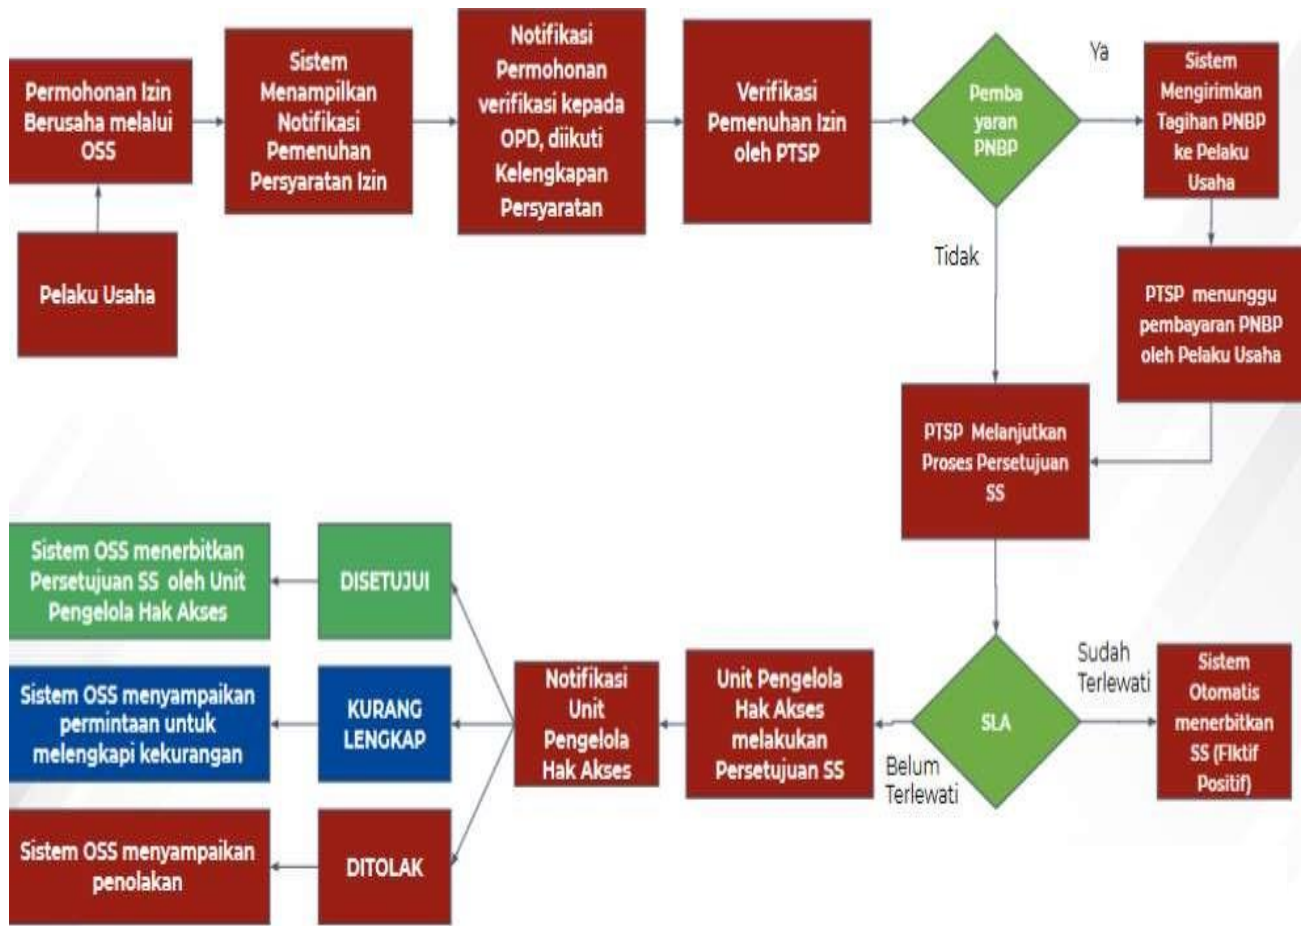 Permohonan Izin
Berusaha melalui
OSS
Pelaku Usaha
Sistem
Menampilkan
Notifikasi
Pemenuhan
Persyaratan Izin
Notifikasi
Permohonan
verifikasi kepada
OPD, diikuti
Kelengkapan
Persyaratan
Verifikasi
Pemenuhan Izin
oleh PTSP
Pemba
yaran
PNBP
Ya
Sistem
Mengirimkan
Tagihan PNBP
ke Pelaku
Usaha
Tidak
PTSP menunggu
pembayaran PNBP
oleh Pelaku Usaha
PTSP Melanjutkan
Proses Persetujuan
SS
SLA
Sudah
Terlewati
Sistem
Otomatis
menerbitkan
SS (FIktif
Positif)
Belum
Terlewati
Unit Pengelola
Hak Akses
melakukan
Persetujuan SS
Notifikasi
Unit
Pengelola
Hak Akses
DISETUJUI
Sistem OSS menerbitkan
Persetujuan SS oleh Unit
Pengelola Hak Akses
KURANG
LENGKAP
Sistem OSS menyampaikan
permintaan untuk
melengkapi kekurangan
DITOLAK
Sistem OSS menyampaikan
penolakan